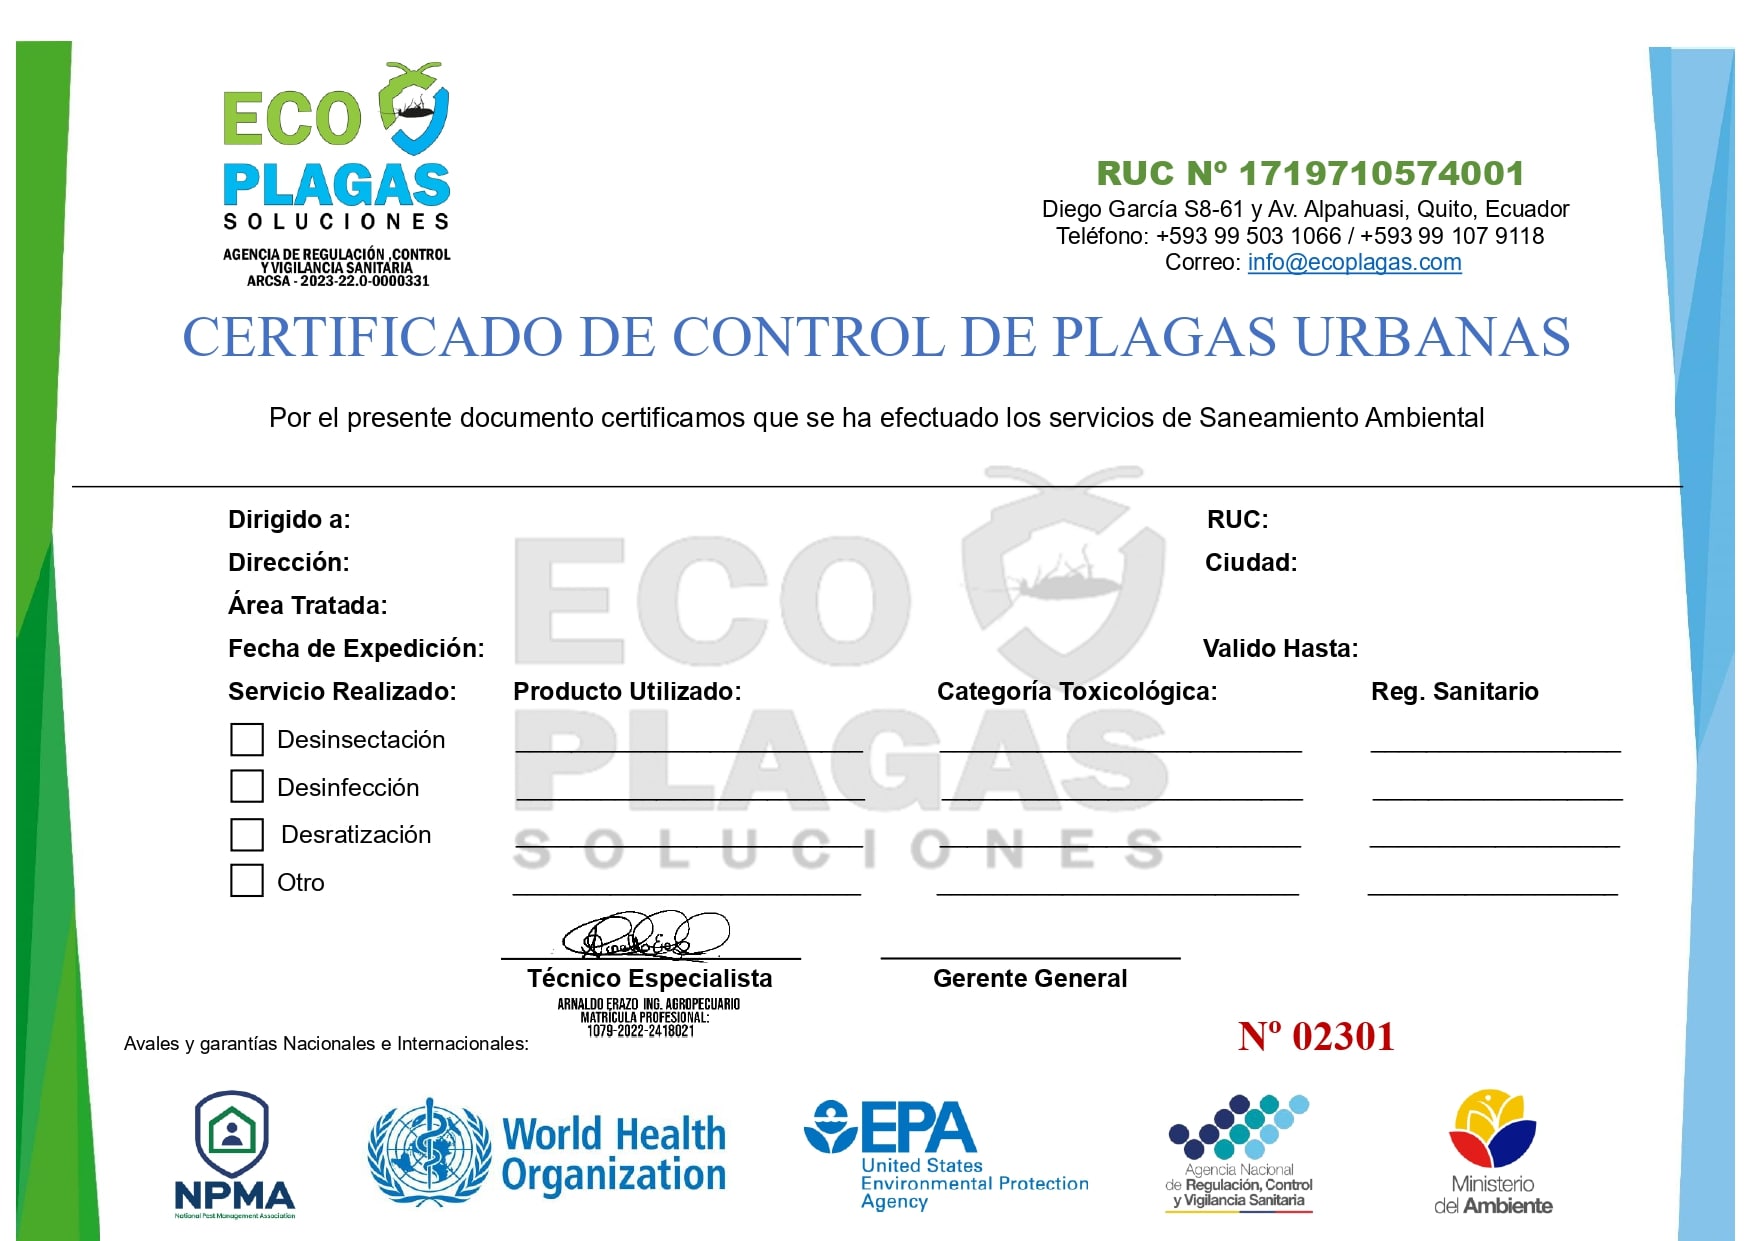 ECO
PLAGAS
SOLUCIONES
AGENCIA DE REGULACIÓN ,CONTROL
Y VIGILANCIA SANITARIA
ARCSA - 2023-22.0-0000331
RUC Nº 1719710574001
Diego García S8-61 y Av. Alpahuasi, Quito, Ecuador
Teléfono: +593 99 503 1066 / +593 99 107 9118
Correo: info@ecoplagas.com
CERTIFICADO DE CONTROL DE PLAGAS URBANAS
Por el presente documento certificamos que se ha efectuado los servicios de Saneamiento Ambiental
ECO
PLAGAS
SOLUCIONES
Dirigido a: RUC:
Dirección: Ciudad:
Área Tratada:
Fecha de Expedición: Valido Hasta:
Servicio Realizado: Producto Utilizado: Categoría Toxicológica: Reg. Sanitario
Desinsectación
Desinfección
Desratización
Otro
Técnico Especialista Gerente General
ARNALDO ERAZO ING. AGROPECUARIO
MATRÍCULA PROFESIONAL:
1079-2022-2418021
Avales y garantías Nacionales e Internacionales:
Nº 02301
NPMA
National Pest Management Association
World Health
Organization
EPA
United States
Environmental Protection
Agency
Agencia Nacional
de Regulación, Control
y Vigilancia Sanitaria
Ministerio
del Ambiente